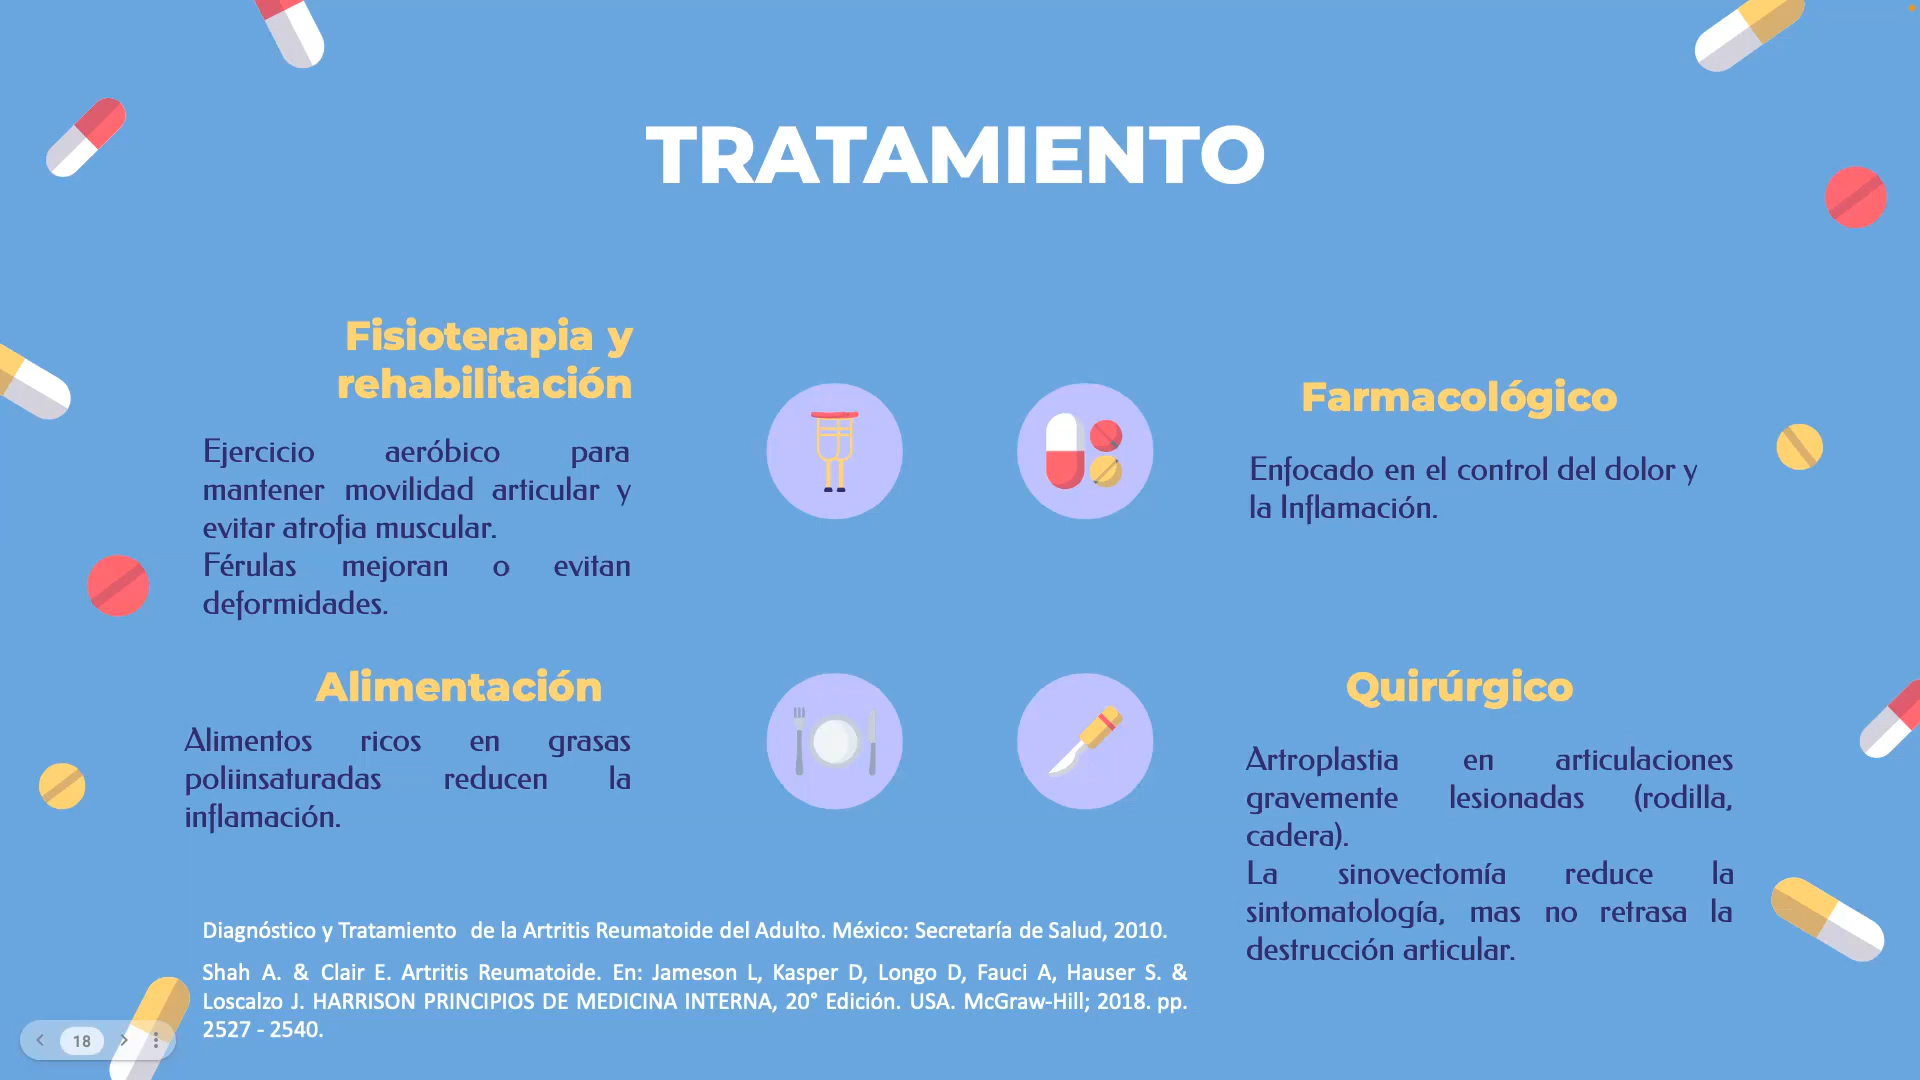 TRATAMIENTO
Fisioterapia y
rehabilitación
Ejercicio aeróbico para
mantener movilidad articular y
evitar atrofia muscular.
Férulas mejoran o evitan
deformidades.
Farmacológico
Enfocado en el control del dolor y
la Inflamación.
Alimentación
Alimentos ricos en grasas
poliinsaturadas reducen la
inflamación.
Quirúrgico
Artroplastia en articulaciones
gravemente lesionadas (rodilla,
cadera).
La sinovectomía reduce la
sintomatología, mas no retrasa la
destrucción articular.
Diagnóstico y Tratamiento de la Artritis Reumatoide del Adulto. México: Secretaría de Salud, 2010.
Shah A. & Clair E. Artritis Reumatoide. En: Jameson L, Kasper D, Longo D, Fauci A, Hauser S. &
Loscalzo J. HARRISON PRINCIPIOS DE MEDICINA INTERNA, 20° Edición. USA. McGraw-Hill; 2018. pp.
2527 - 2540.
18